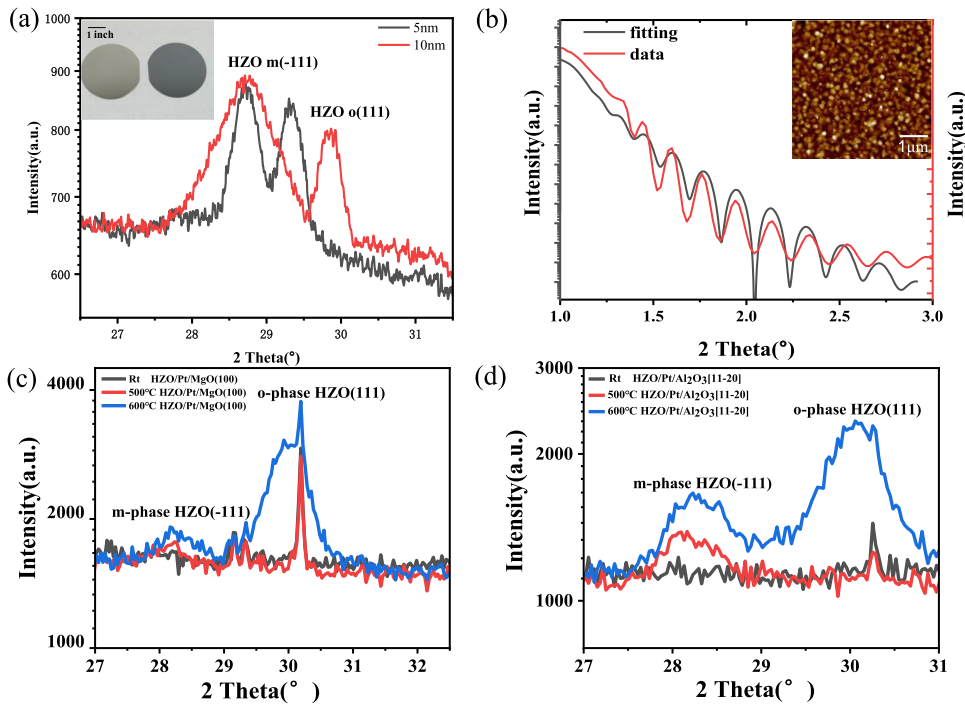 (a)
1 inch
5nm
10nm
HZO m(-111)
HZO o(111)
Intensity(a.u.)
1000
900
800
700
600
27 28 29 30 31
2 Theta(°)
(b)
fitting
data
1μm
Intensity(a.u.)
Intensity(a.u.)
1.0 1.5 2.0 2.5 3.0
2 Theta(°)
(c)
Rt HZO/Pt/MgO(100)
500℃ HZO/Pt/MgO(100)
600℃ HZO/Pt/MgO(100)
o-phase HZO(111)
m-phase HZO(-111)
Intensity(a.u.)
4000
2000
1000
27 28 29 30 31 32
2 Theta(°)
(d)
Rt HZO/Pt/Al₂O₃[11-20]
500℃ HZO/Pt/Al₂O₃[11-20]
600℃ HZO/Pt/Al₂O₃[11-20]
o-phase HZO(111)
m-phase HZO(-111)
Intensity(a.u.)
3000
2000
1000
27 28 29 30 31
2 Theta(°)